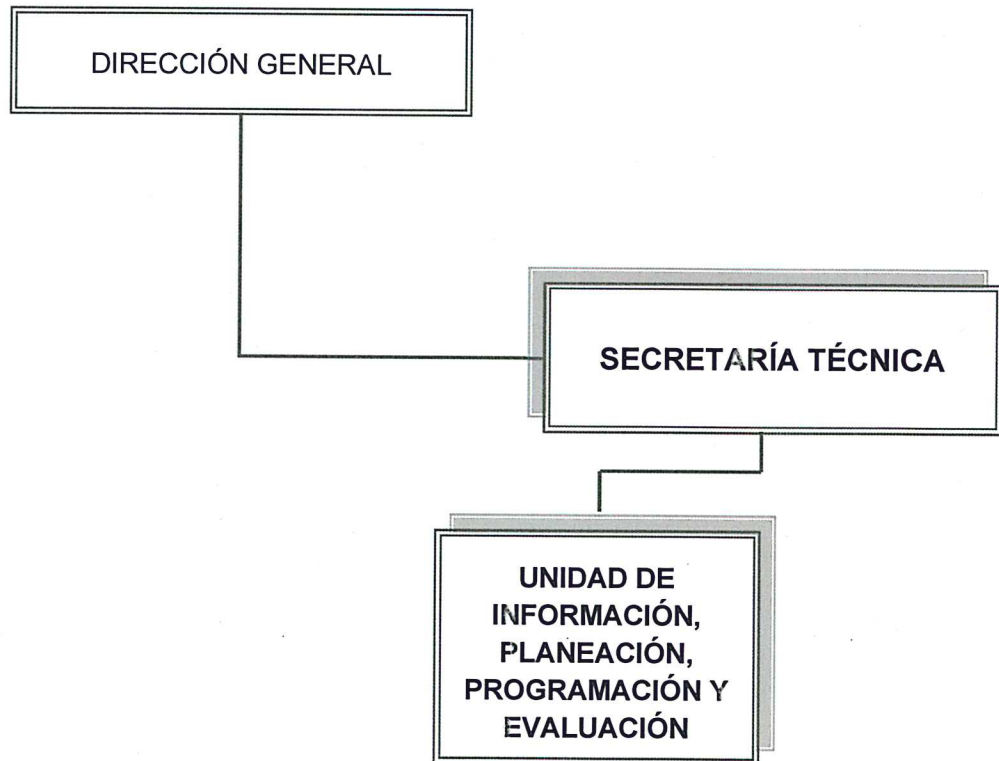 DIRECCIÓN GENERAL
SECRETARÍA TÉCNICA
UNIDAD DE
INFORMACIÓN,
PLANEACIÓN,
PROGRAMACIÓN Y
EVALUACIÓN